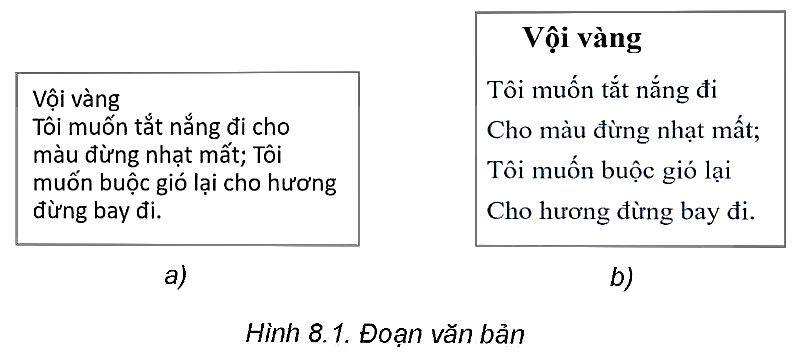 Vội vàng
Tôi muốn tắt nắng đi cho
màu đừng nhạt mất; Tôi
muốn buộc gió lại cho hương
đừng bay đi.
a)
Vội vàng
Tôi muốn tắt nắng đi
Cho màu đừng nhạt mất;
Tôi muốn buộc gió lại
Cho hương đừng bay đi.
b)
Hình 8.1. Đoạn văn bản